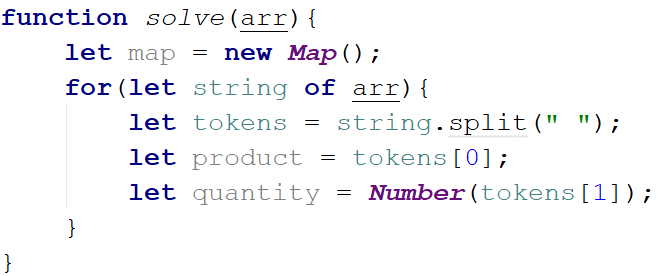 function solve(arr){
    let map = new Map();
    for(let string of arr){
        let tokens = string.split(" ");
        let product = tokens[0];
        let quantity = Number(tokens[1]);
    }
}